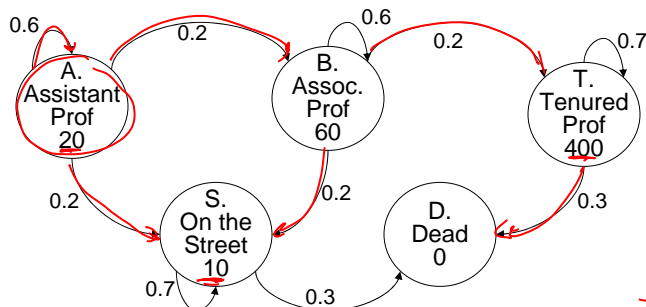 0.6
0.2
0.6
0.2
0.7
A.
Assistant
Prof
20
B.
Assoc.
Prof
60
T.
Tenured
Prof
400
0.2
0.2
0.3
S.
On the
Street
10
D.
Dead
0
0.7
0.3